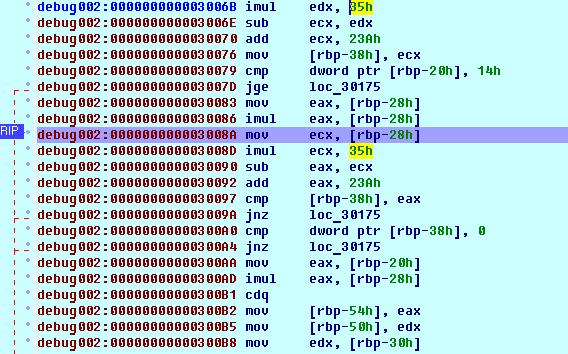 debug002:000000000003006B imul edx, 35h
debug002:000000000003006E sub ecx, edx
debug002:0000000000030070 add ecx, 23Ah
debug002:0000000000030076 mov [rbp-38h], ecx
debug002:0000000000030079 cmp dword ptr [rbp-20h], 14h
debug002:000000000003007D jge loc_30175
debug002:0000000000030083 mov eax, [rbp-28h]
debug002:0000000000030086 imul eax, [rbp-28h]
RIP debug002:000000000003008A mov ecx, [rbp-28h]
debug002:000000000003008D imul ecx, 35h
debug002:0000000000030090 sub eax, ecx
debug002:0000000000030092 add eax, 23Ah
debug002:0000000000030097 cmp [rbp-38h], eax
debug002:000000000003009A jnz loc_30175
debug002:00000000000300A0 cmp dword ptr [rbp-38h], 0
debug002:00000000000300A4 jnz loc_30175
debug002:00000000000300AA mov eax, [rbp-20h]
debug002:00000000000300AD imul eax, [rbp-28h]
debug002:00000000000300B1 cdq
debug002:00000000000300B2 mov [rbp-54h], eax
debug002:00000000000300B5 mov [rbp-50h], edx
debug002:00000000000300B8 mov edx, [rbp-30h]